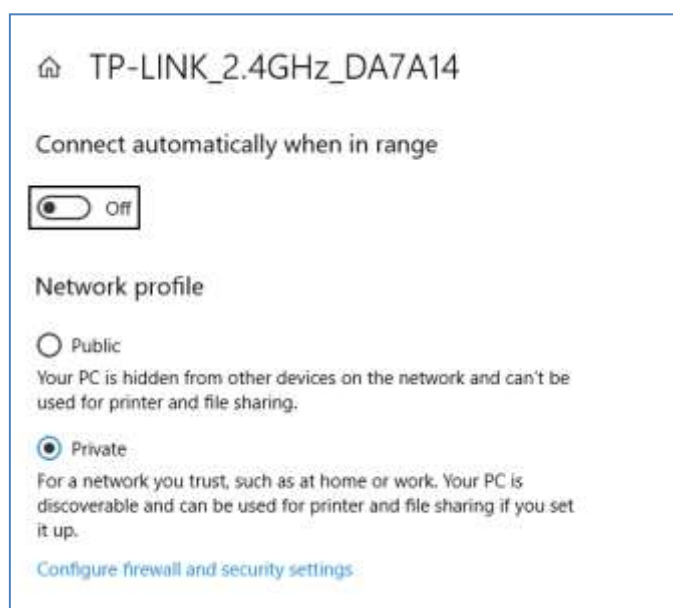 TP-LINK_2.4GHz_DA7A14
Connect automatically when in range
Off
Network profile
Public
Your PC is hidden from other devices on the network and can't be
used for printer and file sharing.
Private
For a network you trust, such as at home or work. Your PC is
discoverable and can be used for printer and file sharing if you set
it up.
Configure firewall and security settings